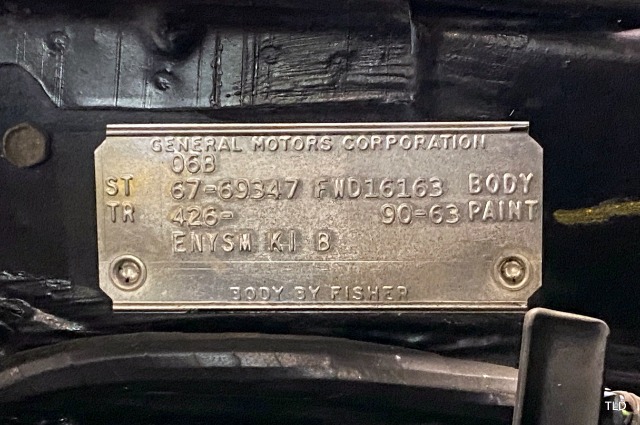 GENERAL MOTORS CORPORATION
06B
ST 67-69347 FWD16163 BODY
TR 426- 90-63 PAINT
ENYSM KI B
BODY BY FISHER
TLD